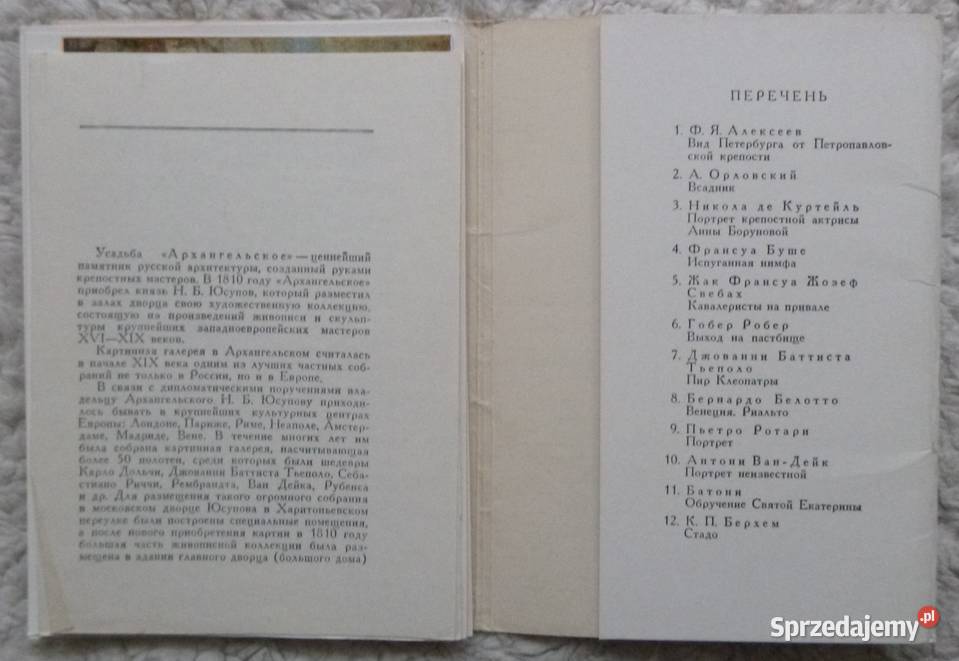 Усадьба «Архангельское» — ценнейший
памятник русской архитектуры, созданный руками
крепостных мастеров. В 1810 году «Архангельское»
приобрел князь Н. Б. Юсупов, который разместил
в залах дворца свою художественную коллекцию,
состоящую из произведений живописи и скульп-
туры крупнейших западноевропейских мастеров
XVI—XIX веков.
Картинная галерея в Архангельском считалась
в начале XIX века одним из лучших частных соб-
раний не только в России, но и в Европе.
В связи с дипломатическими поручениями вла-
дельцу Архангельского Н. Б. Юсупову приходи-
лось бывать в крупнейших культурных центрах
Европы: Лондоне, Париже, Риме, Неаполе, Амстер-
даме, Мадриде, Вене. В течение многих лет им
была собрана картинная галерея, насчитывающая
более 50 полотен, среди которых были шедевры
Карло Дольчи, Джованни Баттиста Тьеполо, Себа-
стиано Риччи, Рембрандта, Ван Дейка, Рубенса
и др. Для размещения такого огромного собрания
в московском дворце Юсупова в Харитоньевском
переулке были построены специальные помещения,
а после нового приобретения картин в 1810 году
большая часть живописной коллекции была раз-
мещена в здании главного дворца (большого дома)
ПЕРЕЧЕНЬ
1. Ф. Я. Алексеев
Вид Петербурга от Петропавлов-
ской крепости
2. А. Орловский
Всадник
3. Никола де Куртейль
Портрет крепостной актрисы
Анны Боруновой
4. Франсуа Буше
Испуганная нимфа
5. Жак Франсуа Жозеф
Свебах
Кавалеристы на привале
6. Гобер Робер
Выход на пастбище
7. Джованни Баттиста
Тьеполо
Пир Клеопатры
8. Бернардо Белотто
Венеция. Риальто
9. Пьетро Ротари
Портрет
10. Антони Ван-Дейк
Портрет неизвестной
11. Батони
Обручение Святой Екатерины
12. К. П. Берхем
Стадо
Sprzedajemy.pl